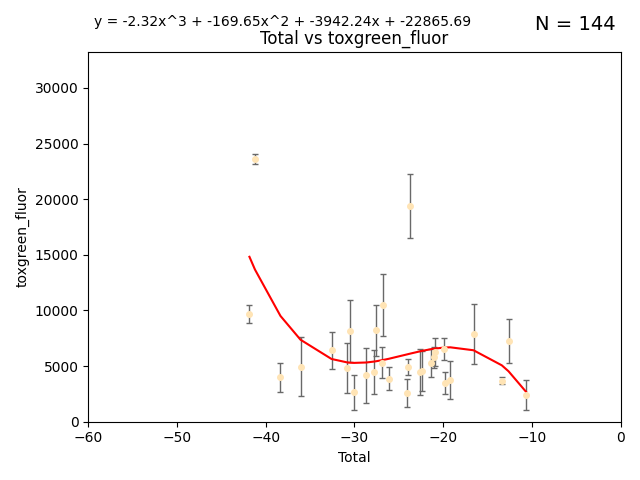 y = -2.32x^3 + -169.65x^2 + -3942.24x + -22865.69
N = 144
Total vs toxgreen_fluor
30000
25000
20000
15000
10000
5000
0
toxgreen_fluor
−60
−50
−40
−30
−20
−10
0
Total